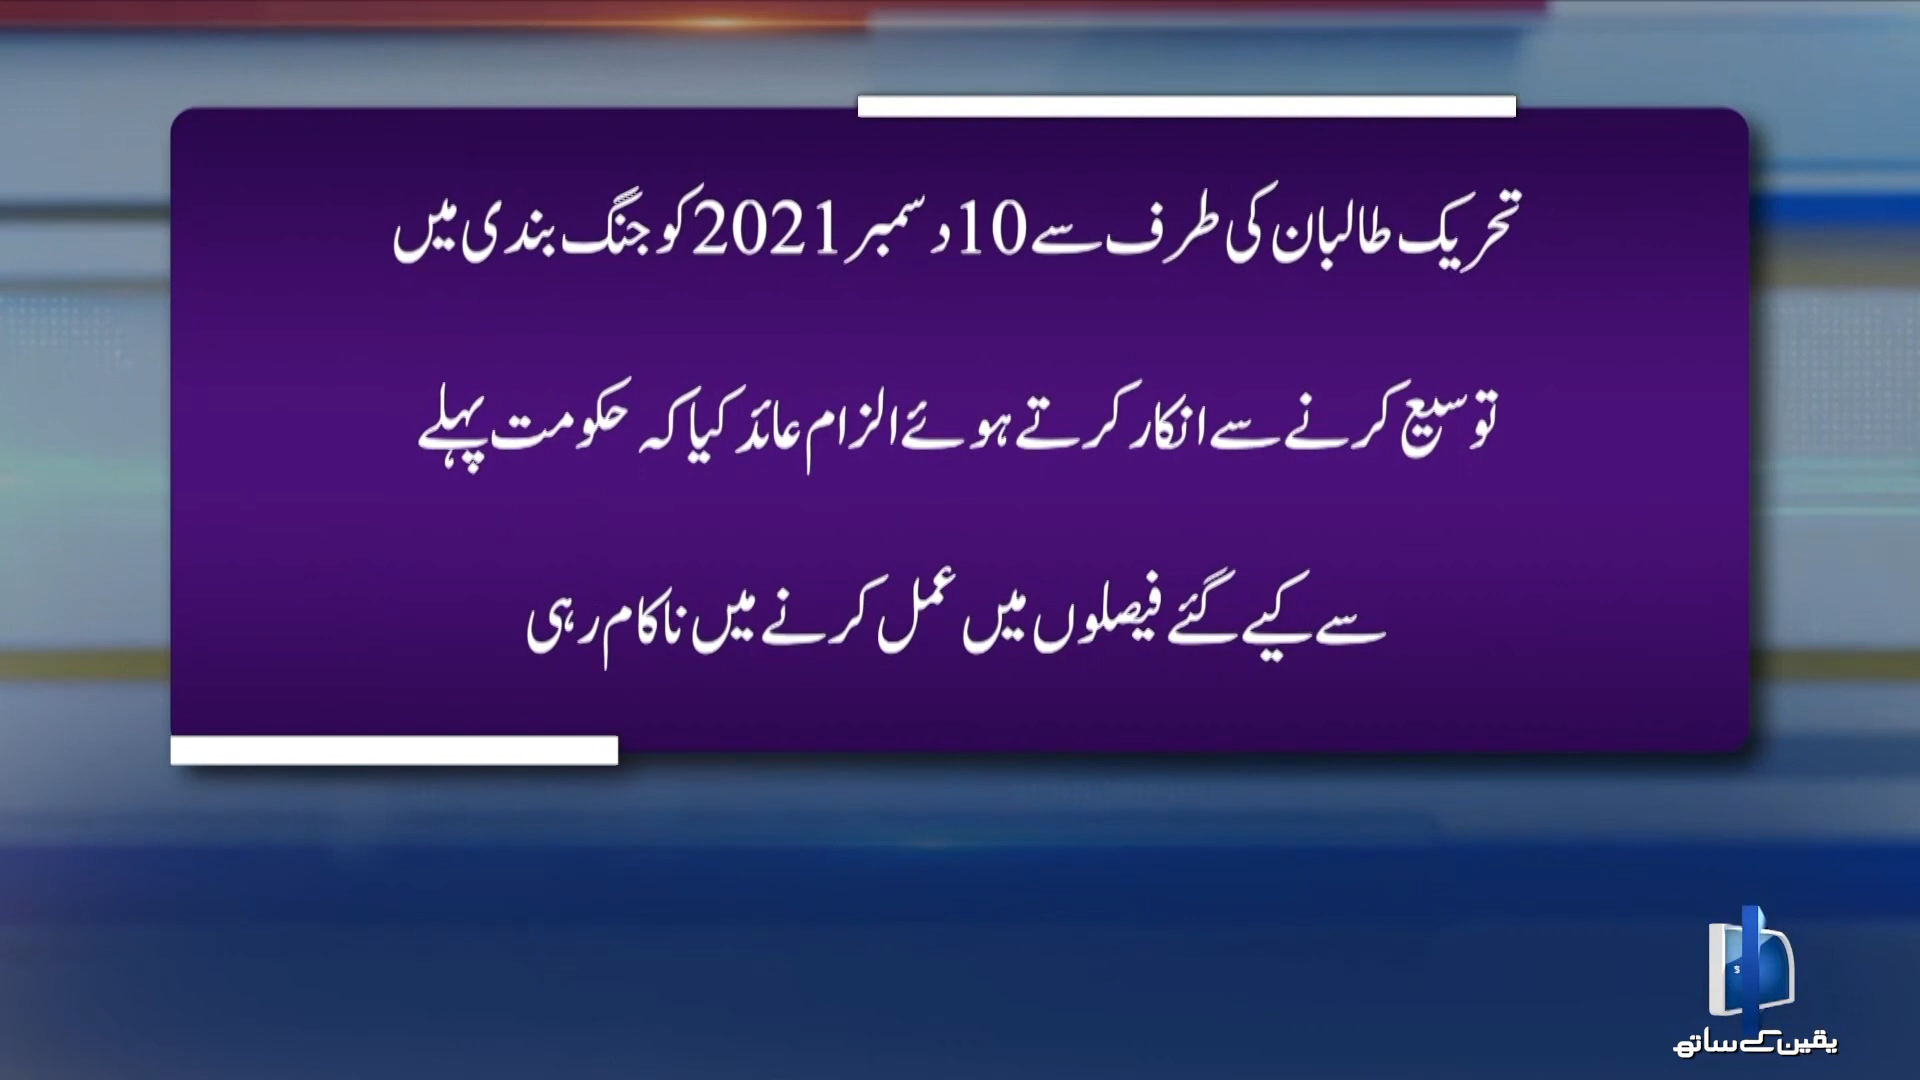 تحریک طالبان کی طرف سے 10 دسمبر 2021 کو جنگ بندی میں
توسیع کرنے سے انکار کرتے ہوئے الزام عائد کیا کہ حکومت پہلے
سے کیے گئے فیصلوں میں عمل کرنے میں ناکام رہی
یقین کے ساتھ